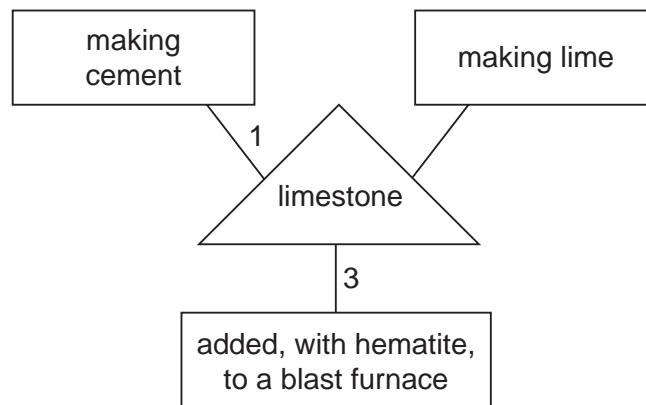 making
cement
making lime
1
limestone
3
added, with hematite,
to a blast furnace